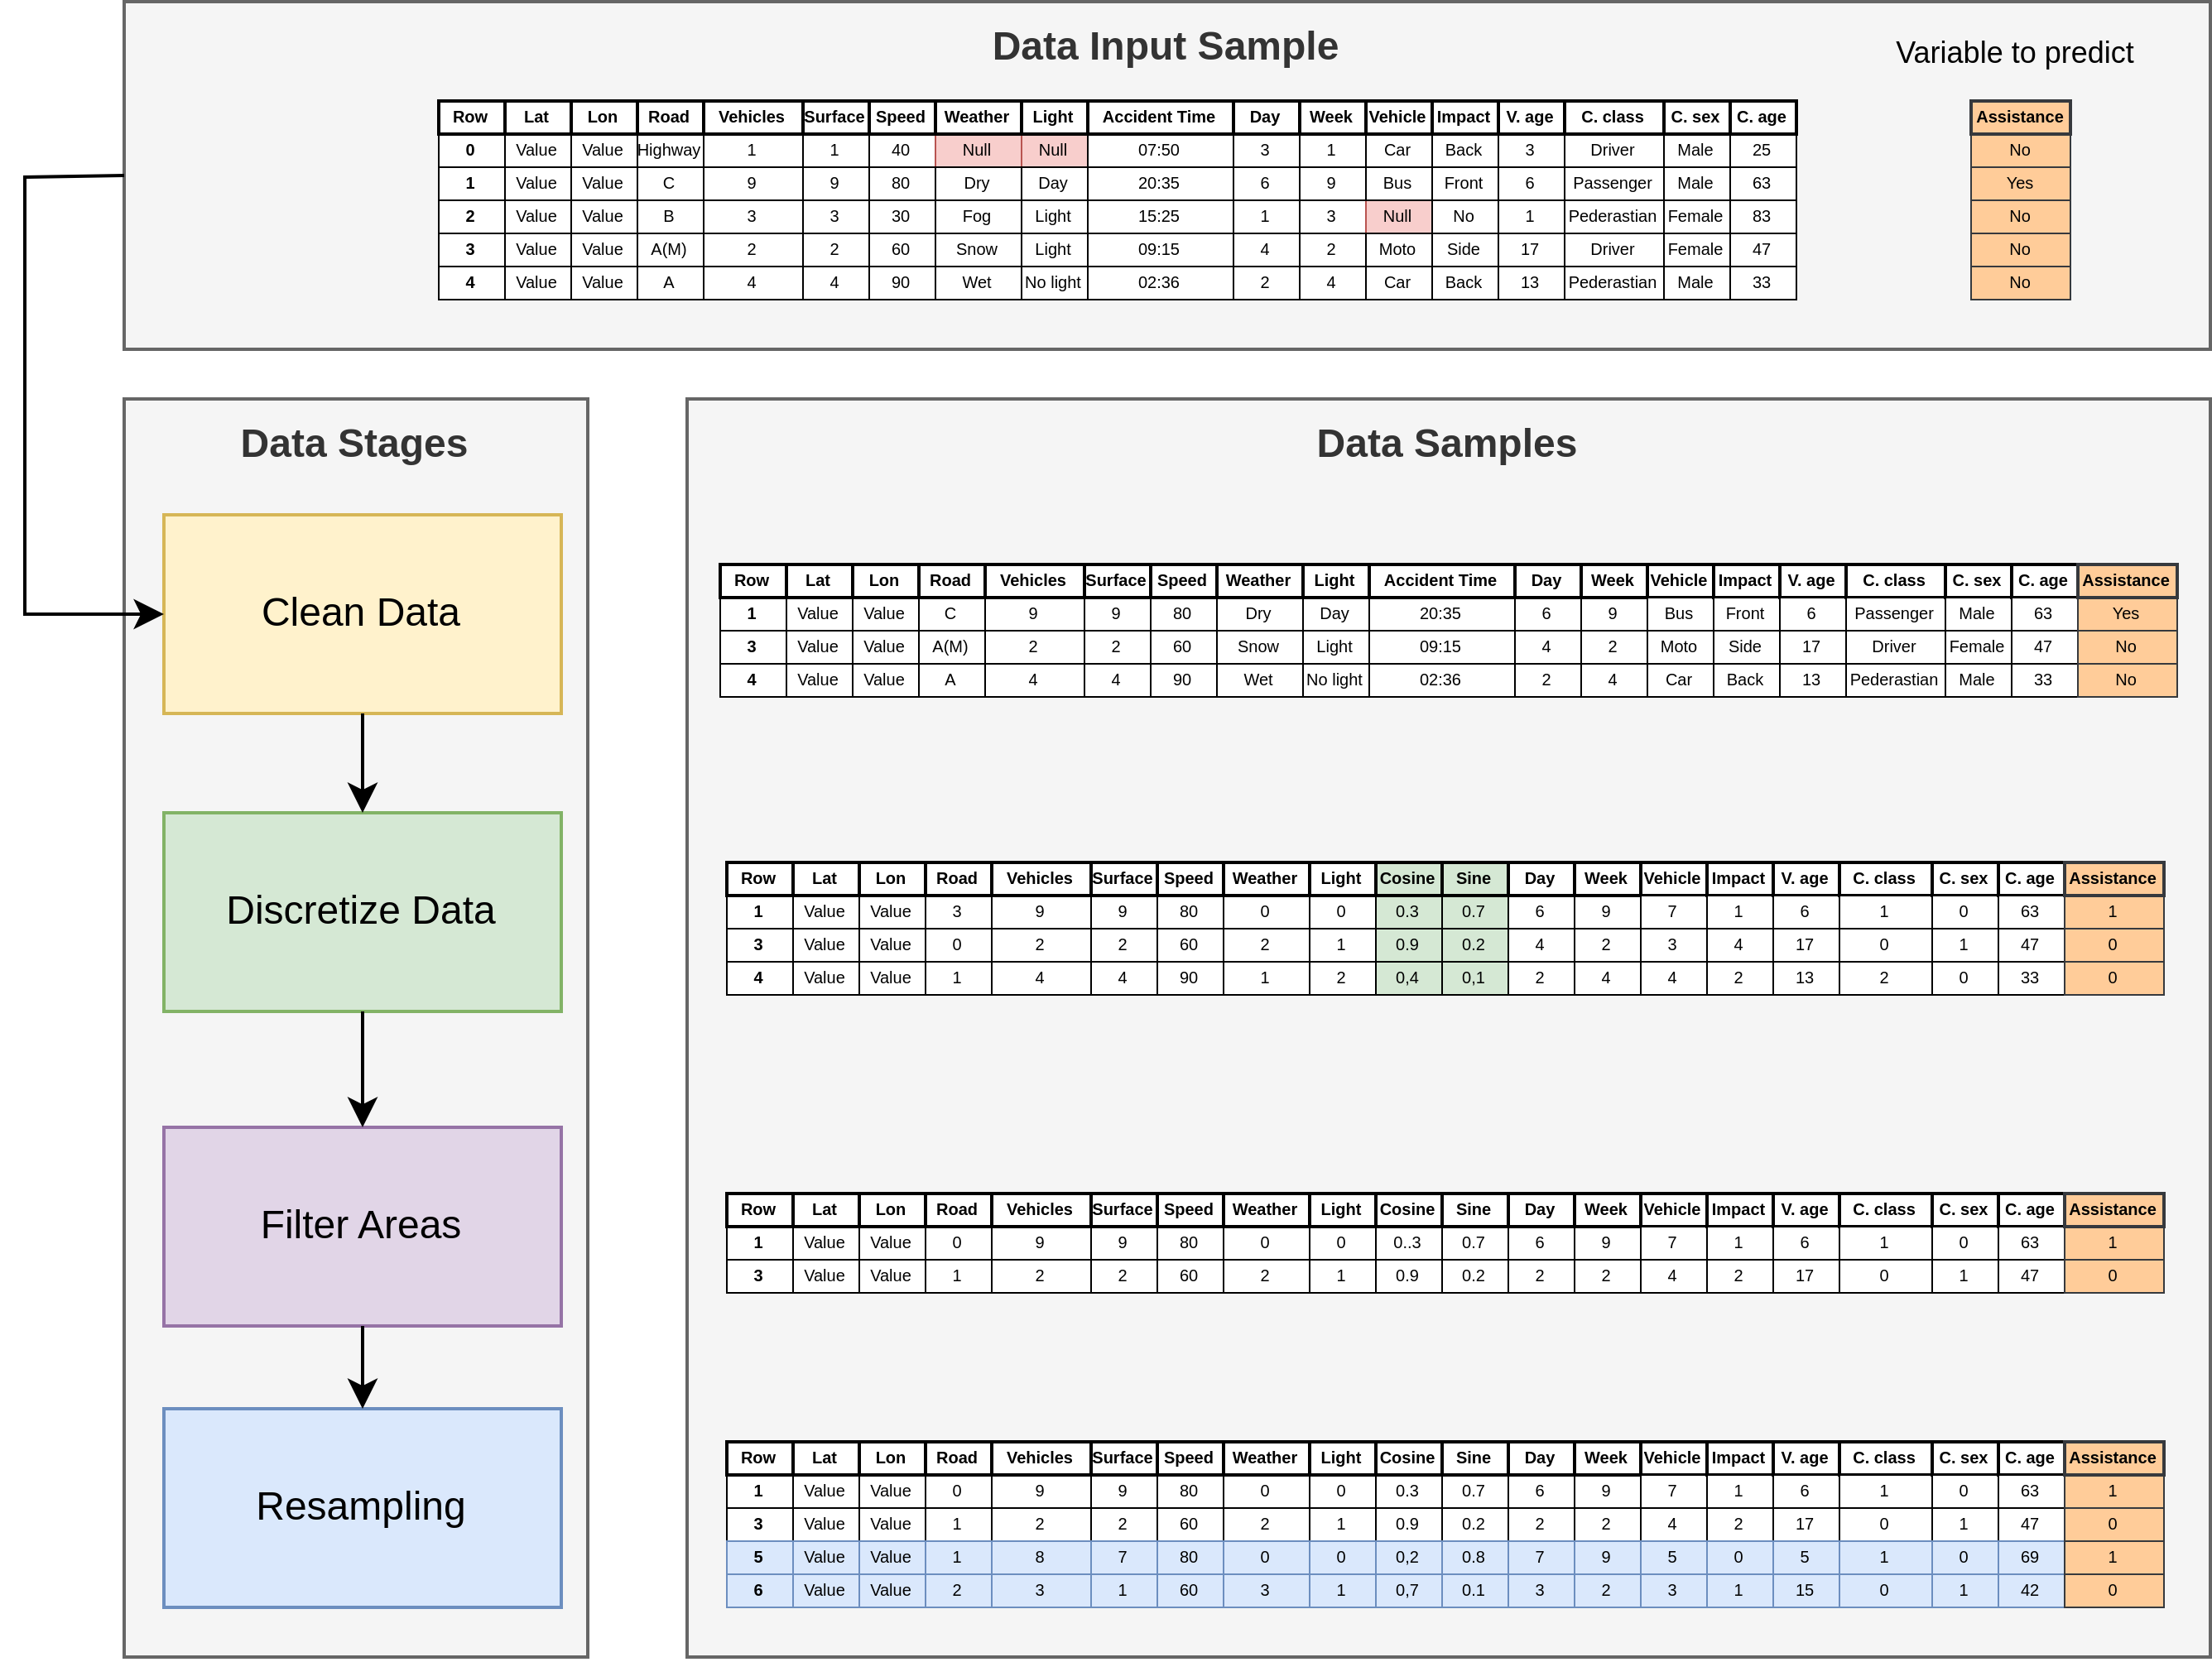 Data Input Sample
Variable to predict
Row Lat Lon Road Vehicles Surface Speed Weather Light Accident Time Day Week Vehicle Impact V. age C. class C. sex C. age Assistance
0 Value Value Highway 1 1 40 Null Null 07:50 3 1 Car Back 3 Driver Male 25 No
1 Value Value C 9 9 80 Dry Day 20:35 6 9 Bus Front 6 Passenger Male 63 Yes
2 Value Value B 3 3 30 Fog Light 15:25 1 3 Null No 1 Pederastian Female 83 No
3 Value Value A(M) 2 2 60 Snow Light 09:15 4 2 Moto Side 17 Driver Female 47 No
4 Value Value A 4 4 90 Wet No light 02:36 2 4 Car Back 13 Pederastian Male 33 No
Data Stages
Clean Data
Discretize Data
Filter Areas
Resampling
Data Samples
Row Lat Lon Road Vehicles Surface Speed Weather Light Accident Time Day Week Vehicle Impact V. age C. class C. sex C. age Assistance
1 Value Value C 9 9 80 Dry Day 20:35 6 9 Bus Front 6 Passenger Male 63 Yes
3 Value Value A(M) 2 2 60 Snow Light 09:15 4 2 Moto Side 17 Driver Female 47 No
4 Value Value A 4 4 90 Wet No light 02:36 2 4 Car Back 13 Pederastian Male 33 No
Row Lat Lon Road Vehicles Surface Speed Weather Light Cosine Sine Day Week Vehicle Impact V. age C. class C. sex C. age Assistance
1 Value Value 3 9 9 80 0 0 0.3 0.7 6 9 7 1 6 1 0 63 1
3 Value Value 0 2 2 60 2 1 0.9 0.2 4 2 3 4 17 0 1 47 0
4 Value Value 1 4 4 90 1 2 0,4 0,1 2 4 4 2 13 2 0 33 0
Row Lat Lon Road Vehicles Surface Speed Weather Light Cosine Sine Day Week Vehicle Impact V. age C. class C. sex C. age Assistance
1 Value Value 0 9 9 80 0 0 0..3 0.7 6 9 7 1 6 1 0 63 1
3 Value Value 1 2 2 60 2 1 0.9 0.2 2 2 4 2 17 0 1 47 0
Row Lat Lon Road Vehicles Surface Speed Weather Light Cosine Sine Day Week Vehicle Impact V. age C. class C. sex C. age Assistance
1 Value Value 0 9 9 80 0 0 0.3 0.7 6 9 7 1 6 1 0 63 1
3 Value Value 1 2 2 60 2 1 0.9 0.2 2 2 4 2 17 0 1 47 0
5 Value Value 1 8 7 80 0 0 0,2 0.8 7 9 5 0 5 1 0 69 1
6 Value Value 2 3 1 60 3 1 0,7 0.1 3 2 3 1 15 0 1 42 0